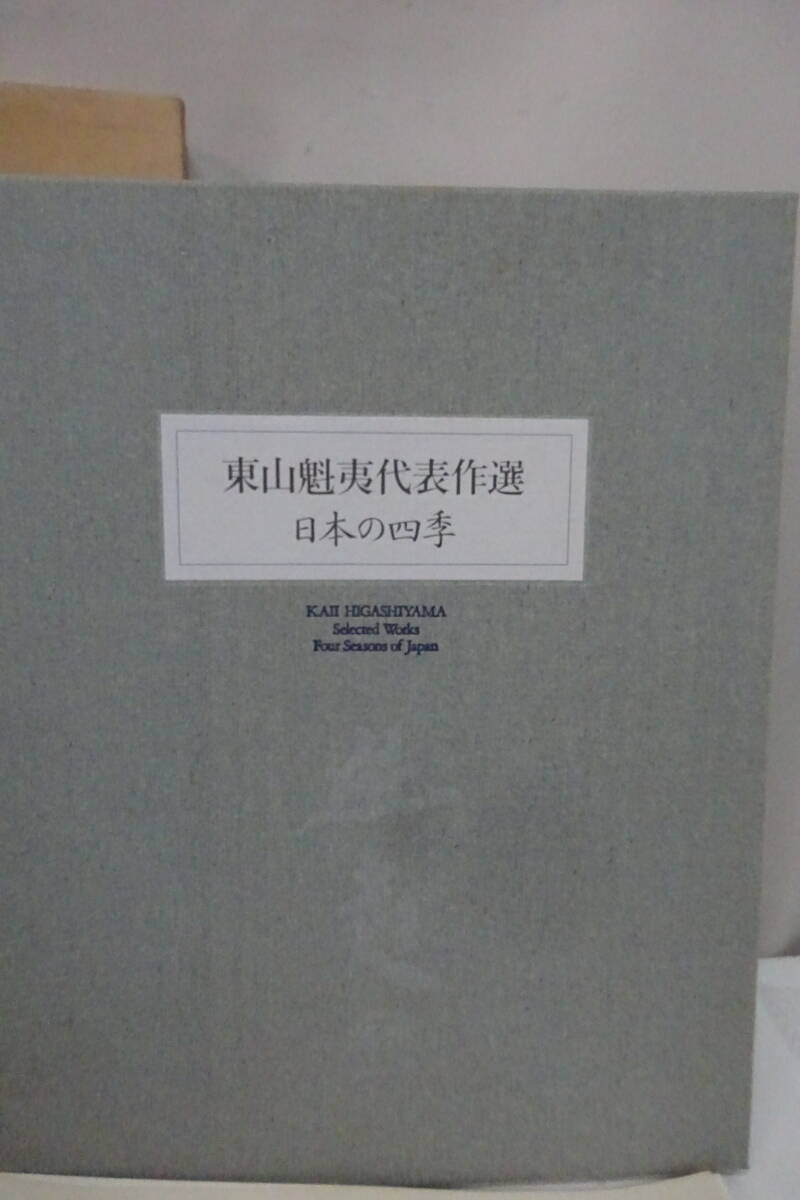 東山魁夷代表作選
日本の四季
KAII HIGASHIYAMA
Selected Works
Four Seasons of Japan